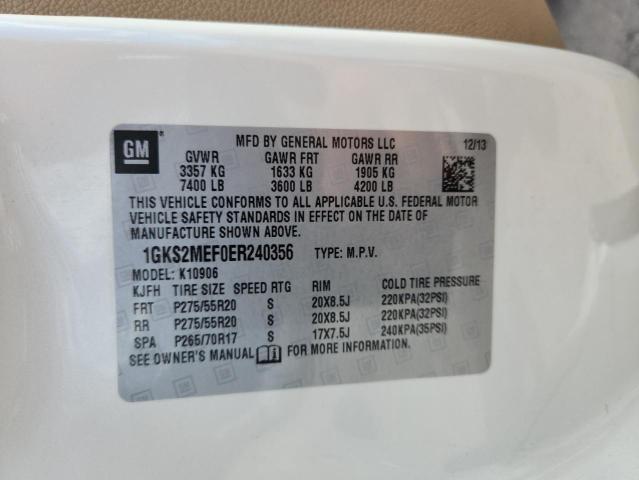 GM
MFD BY GENERAL MOTORS LLC 12/13
GVWR GAWR FRT GAWR RR
3357 KG 1633 KG 1905 KG
7400 LB 3600 LB 4200 LB
THIS VEHICLE CONFORMS TO ALL APPLICABLE U.S. FEDERAL MOTOR
VEHICLE SAFETY STANDARDS IN EFFECT ON THE DATE OF
MANUFACTURE SHOWN ABOVE.
1GKS2MEF0ER240356 TYPE: M.P.V.
MODEL: K10906
KJFH TIRE SIZE SPEED RTG RIM COLD TIRE PRESSURE
FRT P275/55R20 S 20X8.5J 220KPA(32PSI)
RR P275/55R20 S 20X8.5J 220KPA(32PSI)
SPA P265/70R17 S 17X7.5J 240KPA(35PSI)
SEE OWNER'S MANUAL FOR MORE INFORMATION.